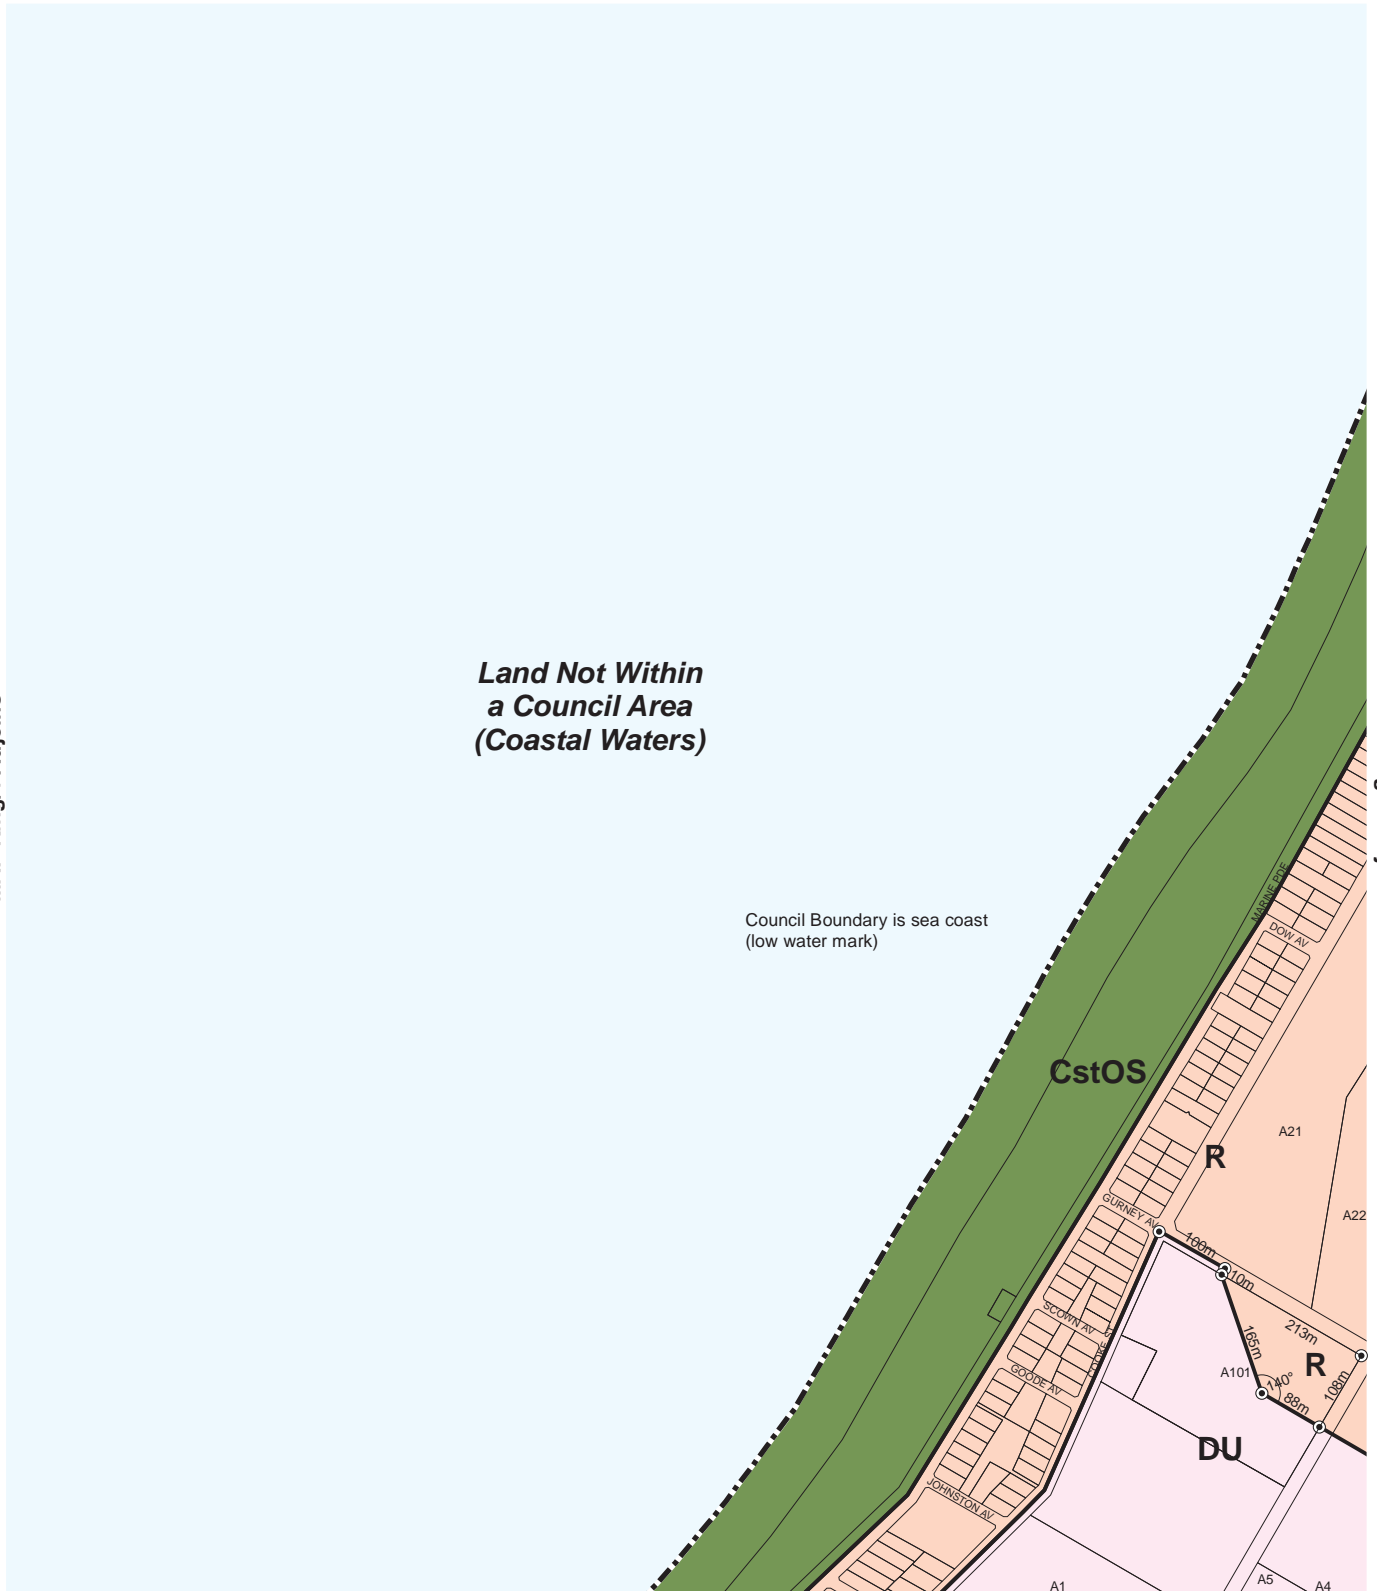 Land Not Within
a Council Area
(Coastal Waters)
MARINE PDE
Council Boundary is sea coast
(low water mark)
DOW AV
CstOS
A21
R
GURNEY AV
A22
100m
10m
SCOWN AV
213m
165m
R
GOODE AV
A101
140°
108m
88m
DU
JOHNSTON AV
A1
A5
A4